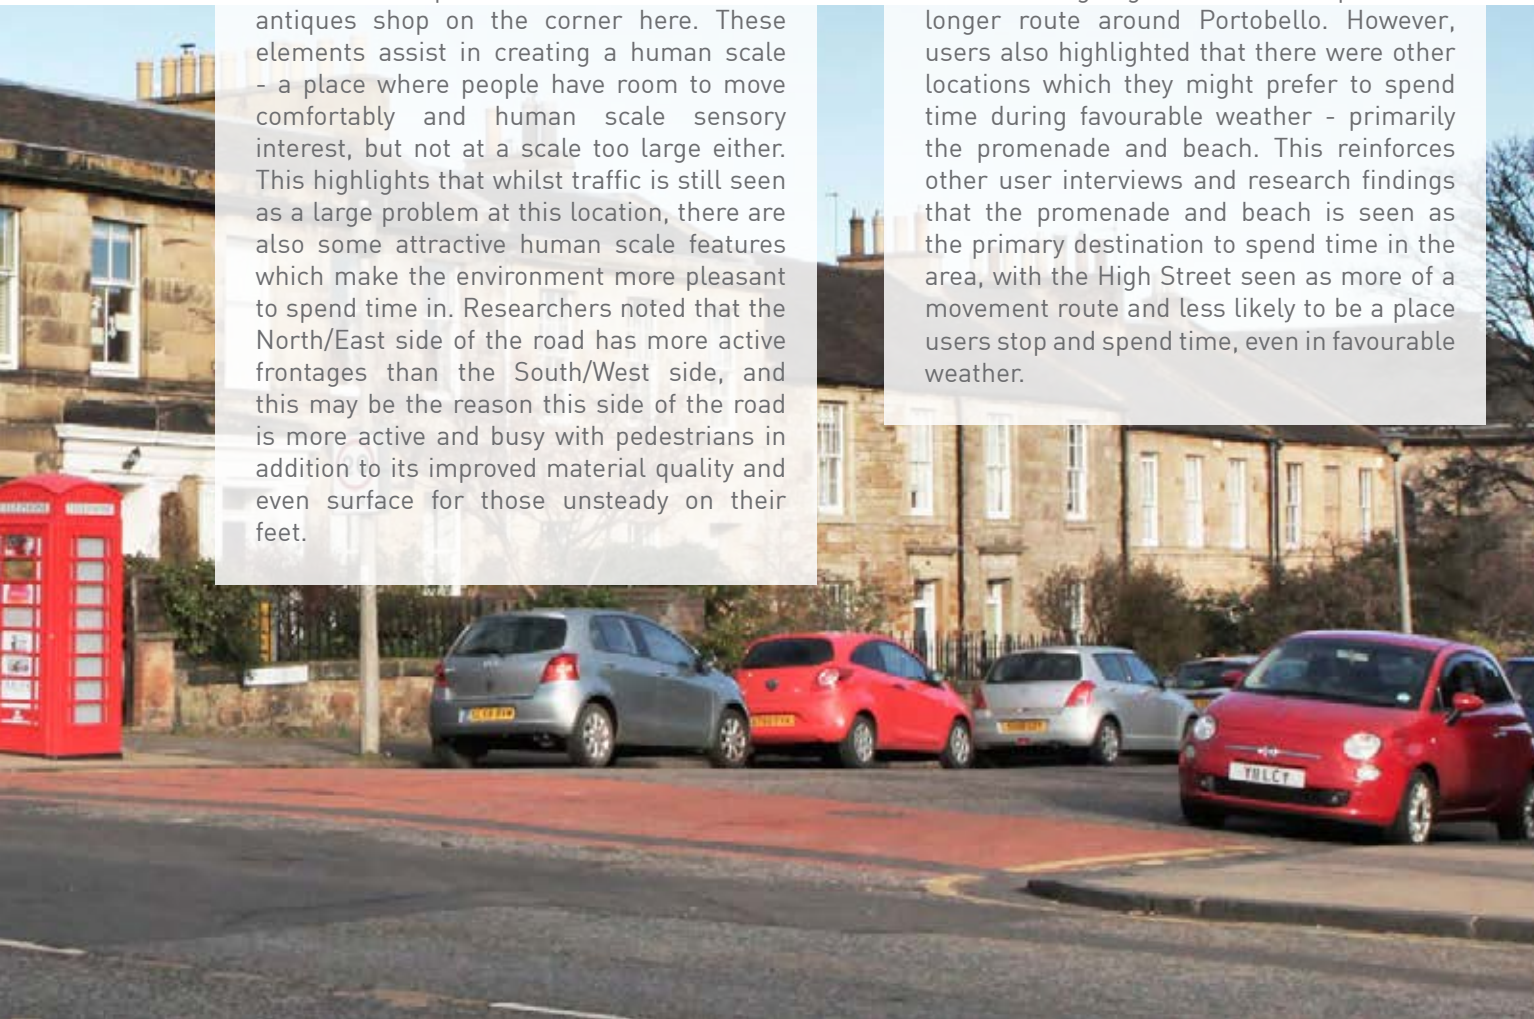 antiques shop on the corner here. These
elements assist in creating a human scale
- a place where people have room to move
comfortably and human scale sensory
interest, but not at a scale too large either.
This highlights that whilst traffic is still seen
as a large problem at this location, there are
also some attractive human scale features
which make the environment more pleasant
to spend time in. Researchers noted that the
North/East side of the road has more active
frontages than the South/West side, and
this may be the reason this side of the road
is more active and busy with pedestrians in
addition to its improved material quality and
even surface for those unsteady on their
feet.
longer route around Portobello. However,
users also highlighted that there were other
locations which they might prefer to spend
time during favourable weather - primarily
the promenade and beach. This reinforces
other user interviews and research findings
that the promenade and beach is seen as
the primary destination to spend time in the
area, with the High Street seen as more of a
movement route and less likely to be a place
users stop and spend time, even in favourable
weather.
TELEPHONE